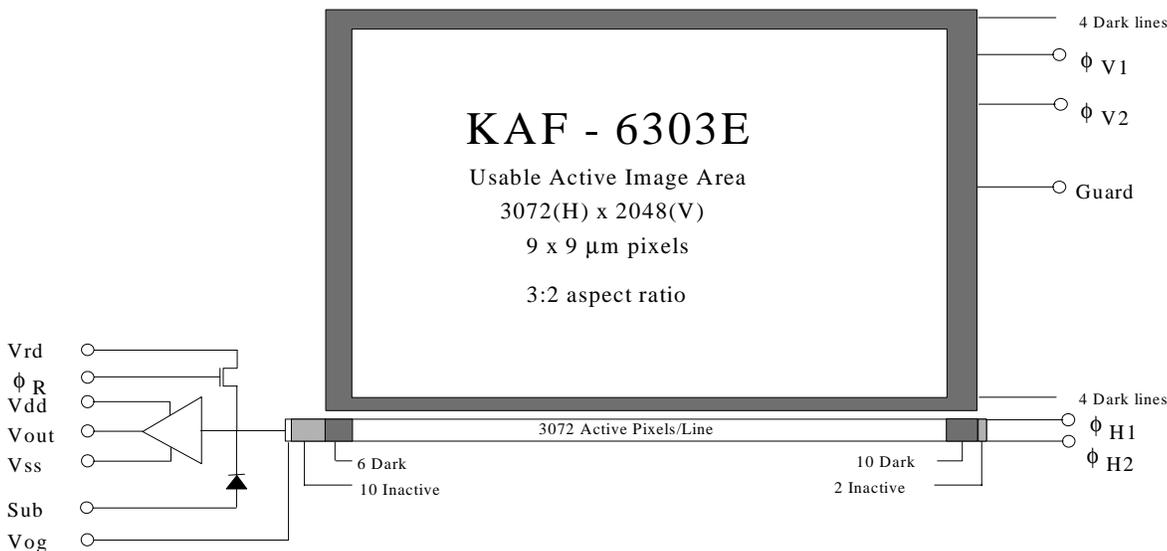 4 Dark lines
ϕ V1
KAF - 6303E
ϕ V2
Usable Active Image Area
Guard
3072(H) x 2048(V)
9 x 9 µm pixels
3:2 aspect ratio
Vrd
ϕ R
Vdd
4 Dark lines
Vout
3072 Active Pixels/Line
ϕ H1
Vss
6 Dark
10 Dark
ϕ H2
10 Inactive
2 Inactive
Sub
Vog